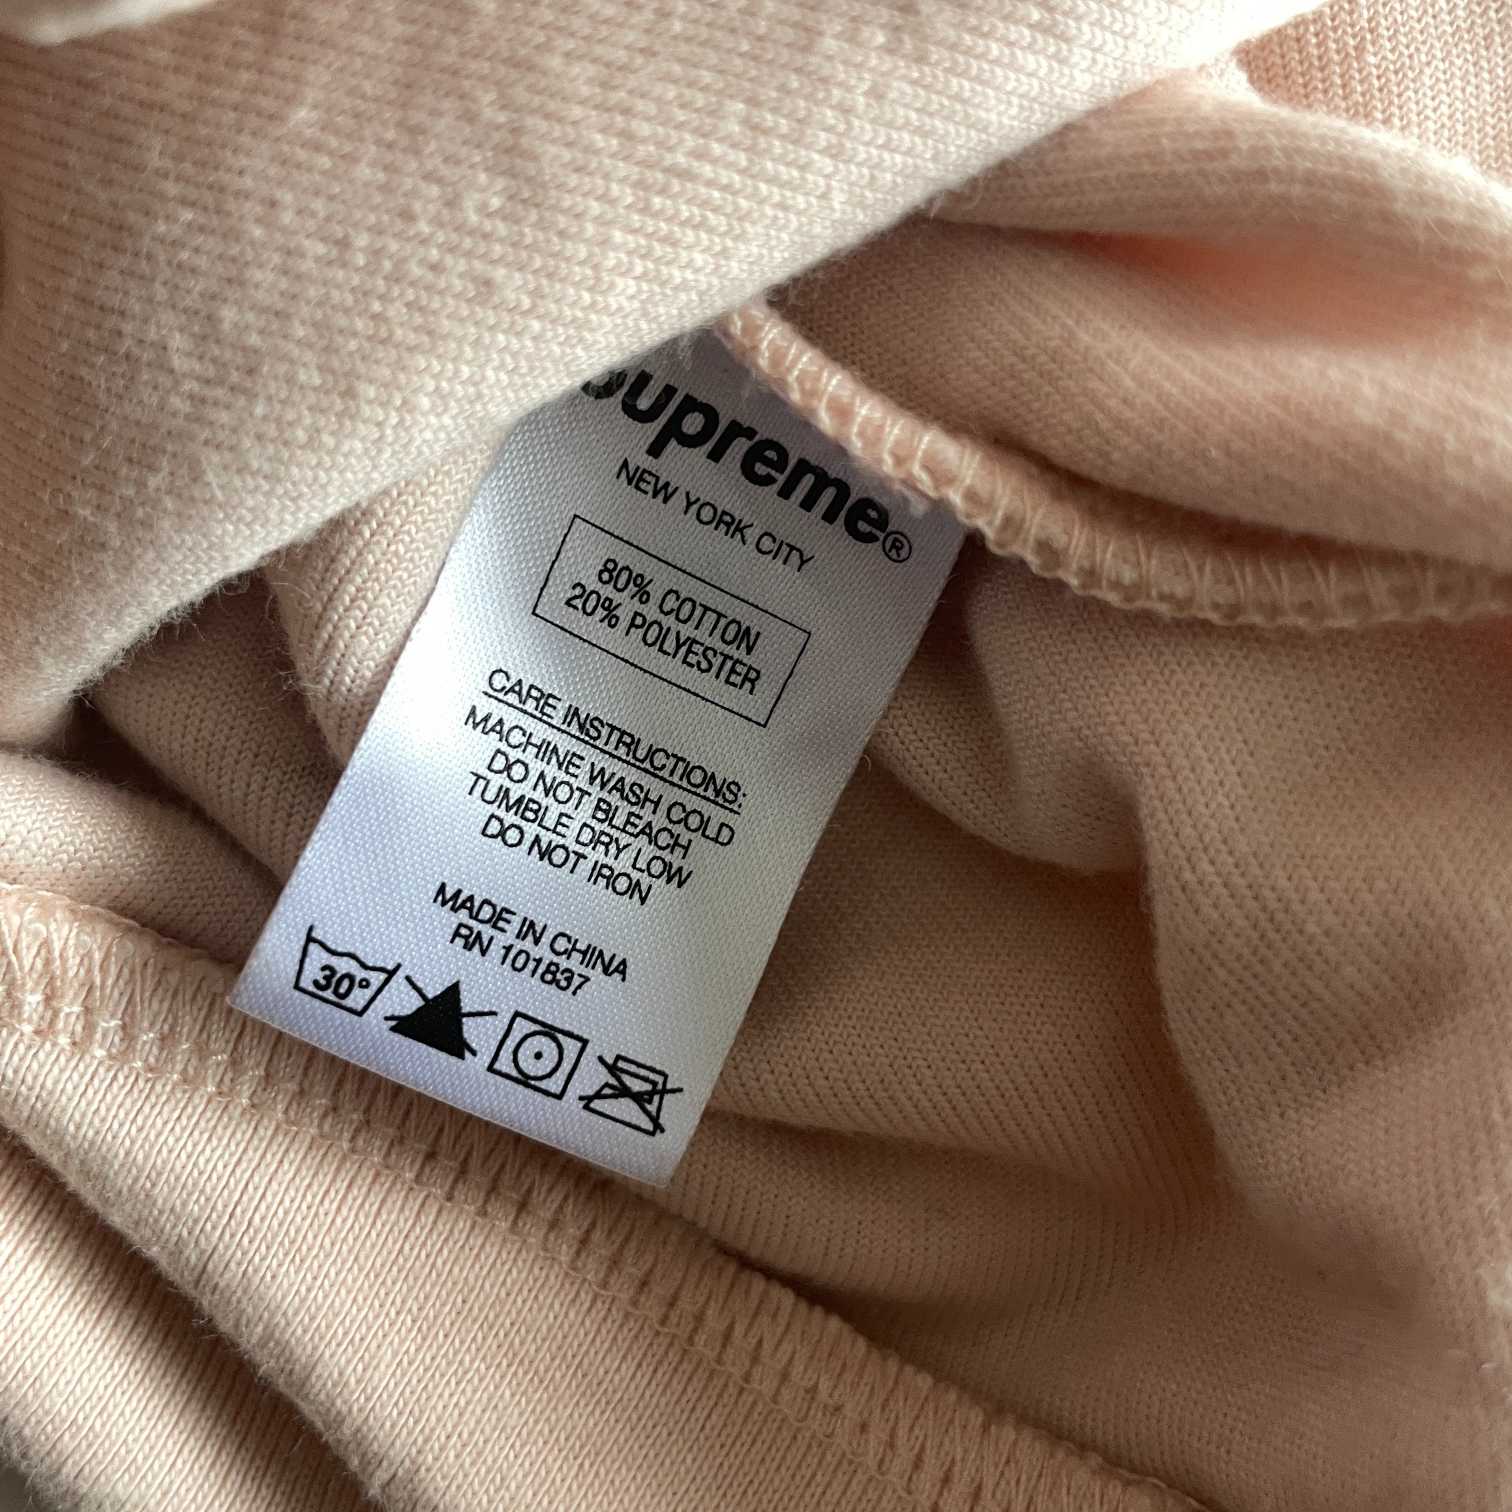 Supreme®
NEW YORK CITY
80% COTTON
20% POLYESTER
CARE INSTRUCTIONS:
MACHINE WASH COLD
DO NOT BLEACH
TUMBLE DRY LOW
DO NOT IRON
MADE IN CHINA
RN 101837
30°